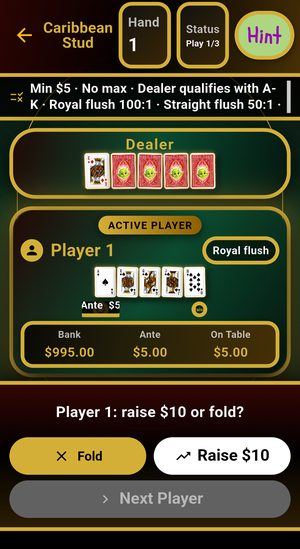 Caribbean
Stud
Hand
1
Status
Play 1/3
Hint
Min $5 · No max · Dealer qualifies with A-
K · Royal flush 100:1 · Straight flush 50:1 ·
Dealer
ACTIVE PLAYER
Player 1
Royal flush
Ante $5
Bank
Ante
On Table
$995.00
$5.00
$5.00
Player 1: raise $10 or fold?
Fold
Raise $10
Next Player